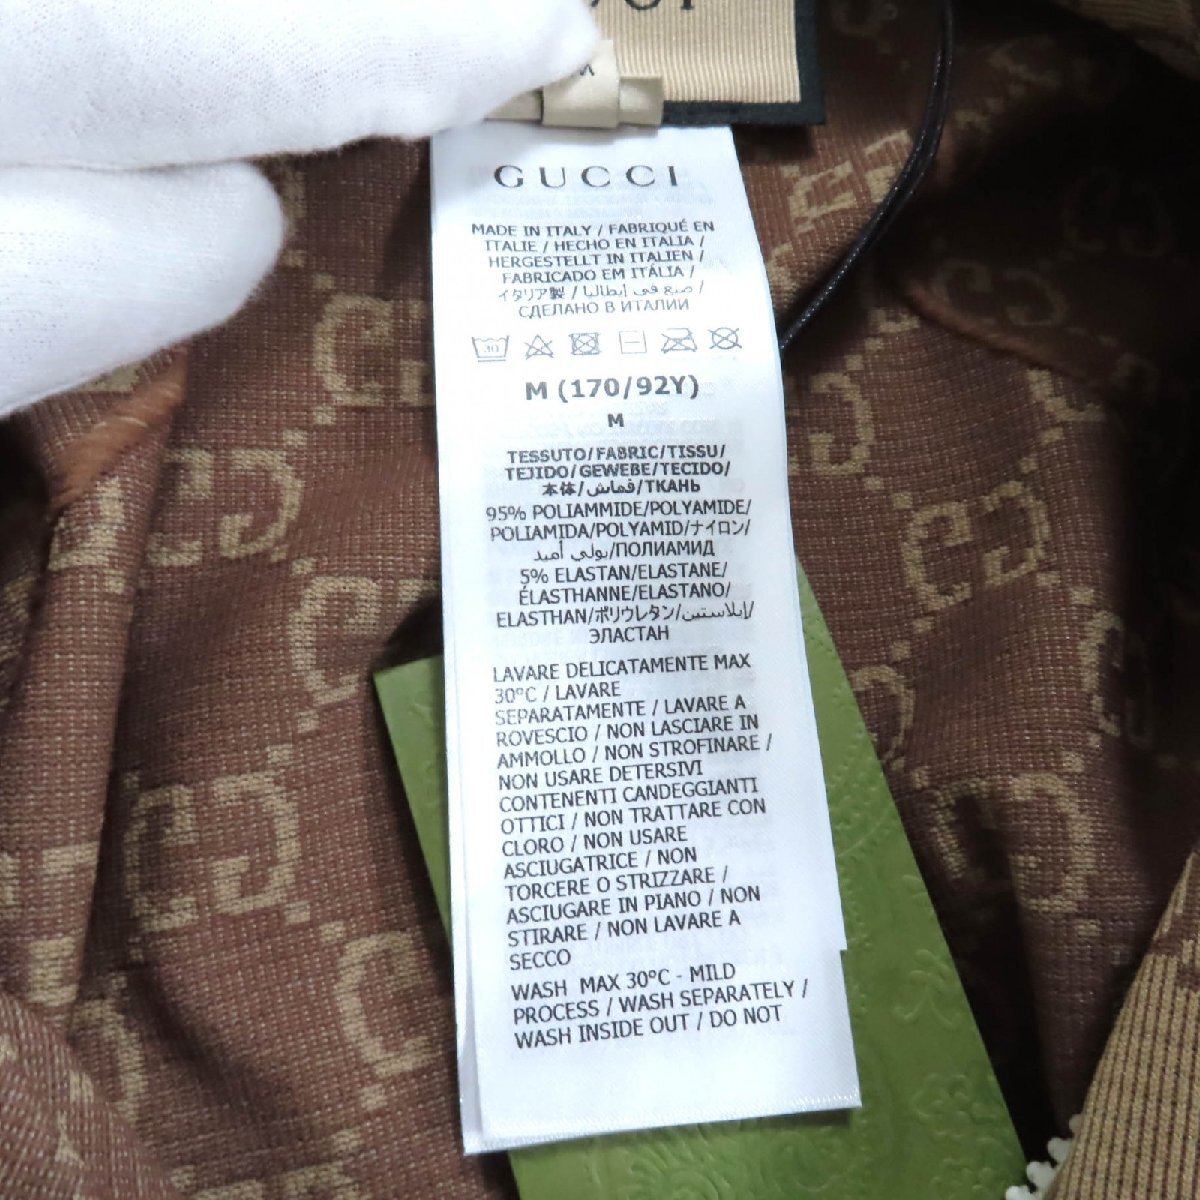 GUCCI
MADE IN ITALY / FABRIQUÉ EN
ITALIE / HECHO EN ITALIA /
HERGESTELLT IN ITALIEN /
FABRICADO EM ITÁLIA /
イタリア製 / صنع في إيطاليا /
СДЕЛАНО В ИТАЛИИ
30
M (170/92Y)
M
TESSUTO/FABRIC/TISSU/
TEJIDO/GEWEBE/TECIDO/
本体/قماش/ТКАНЬ
95% POLIAMMIDE/POLYAMIDE/
POLIAMIDA/POLYAMID/ナイロン/
بولي أميد/ПОЛИАМИД
5% ELASTAN/ELASTANE/
ÉLASTHANNE/ELASTANO/
ELASTHAN/ポリウレタン/إيلاستين/
ЭЛАСТАН
LAVARE DELICATAMENTE MAX
30°C / LAVARE
SEPARATAMENTE / LAVARE A
ROVESCIO / NON LASCIARE IN
AMMOLLO / NON STROFINARE /
NON USARE DETERSIVI
CONTENENTI CANDEGGIANTI
OTTICI / NON TRATTARE CON
CLORO / NON USARE
ASCIUGATRICE / NON
TORCERE O STRIZZARE /
ASCIUGARE IN PIANO / NON
STIRARE / NON LAVARE A
SECCO
WASH MAX 30°C - MILD
PROCESS / WASH SEPARATELY /
WASH INSIDE OUT / DO NOT